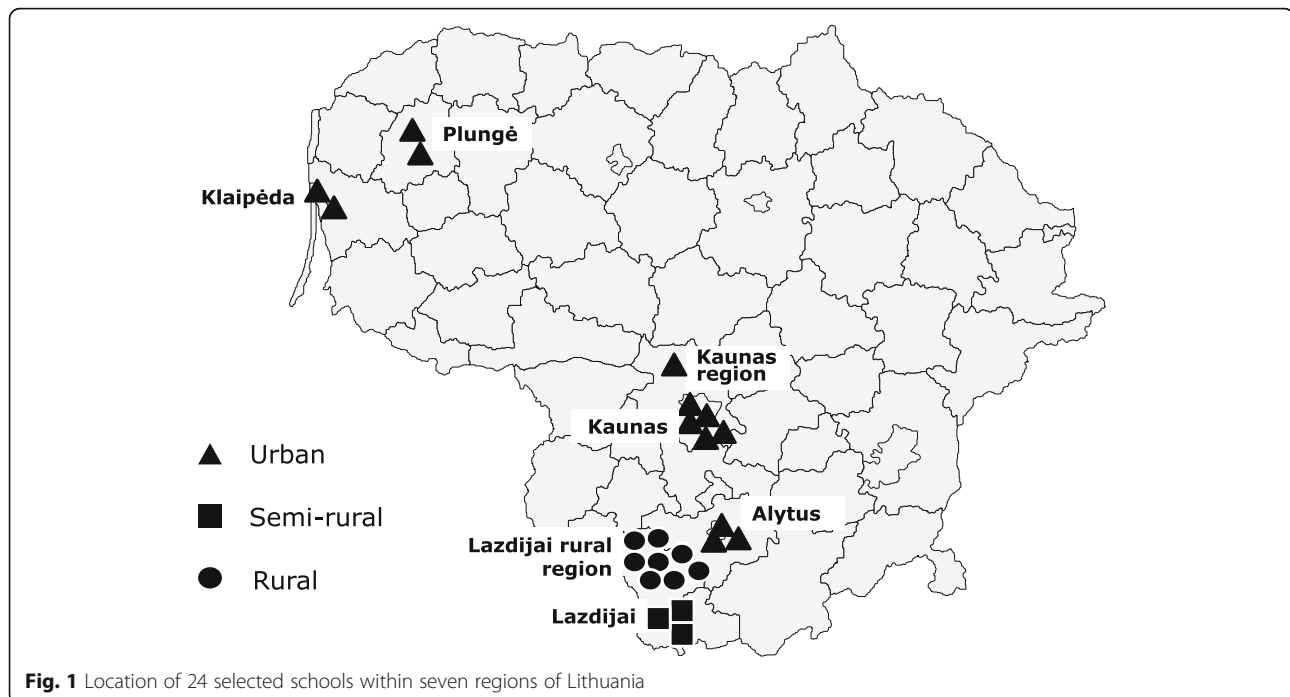 Plungė
Klaipėda
Kaunas
region
Kaunas
Urban
Semi-rural
Rural
Alytus
Lazdijai rural
region
Lazdijai
Fig. 1 Location of 24 selected schools within seven regions of Lithuania